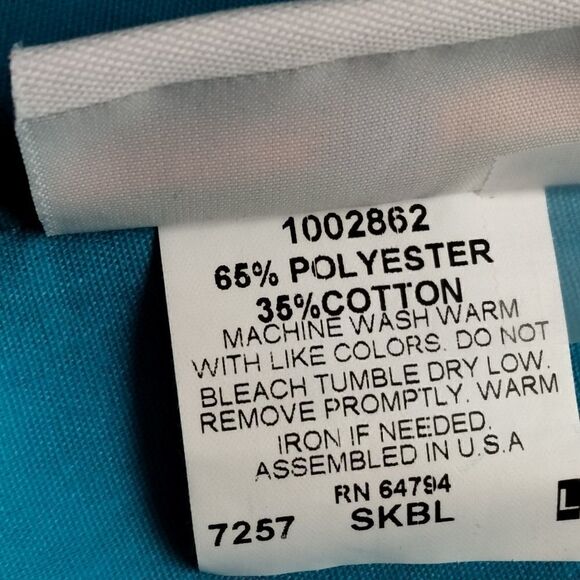 1002862
65% POLYESTER
35%COTTON
MACHINE WASH WARM
WITH LIKE COLORS. DO NOT
BLEACH TUMBLE DRY LOW.
REMOVE PROMPTLY. WARM
IRON IF NEEDED.
ASSEMBLED IN U.S.A
RN 64794
7257 SKBL L